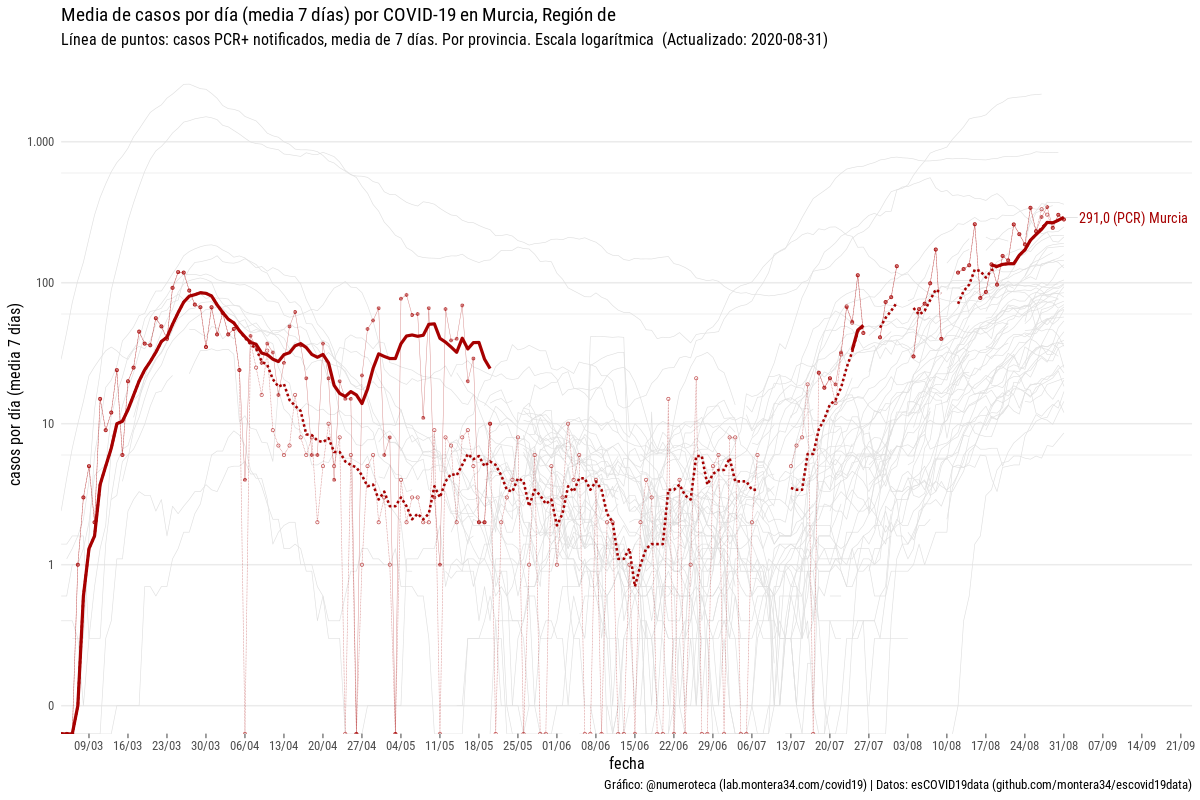 Media de casos por día (media 7 días) por COVID-19 en Murcia, Región de
Línea de puntos: casos PCR+ notificados, media de 7 días. Por provincia. Escala logarítmica  (Actualizado: 2020-08-31)
casos por día (media 7 días)
1.000
100
10
1
0
291,0 (PCR) Murcia
09/03 16/03 23/03 30/03 06/04 13/04 20/04 27/04 04/05 11/05 18/05 25/05 01/06 08/06 15/06 22/06 29/06 06/07 13/07 20/07 27/07 03/08 10/08 17/08 24/08 31/08 07/09 14/09 21/09
fecha
Gráfico: @numeroteca (lab.montera34.com/covid19) | Datos: esCOVID19data (github.com/montera34/escovid19data)